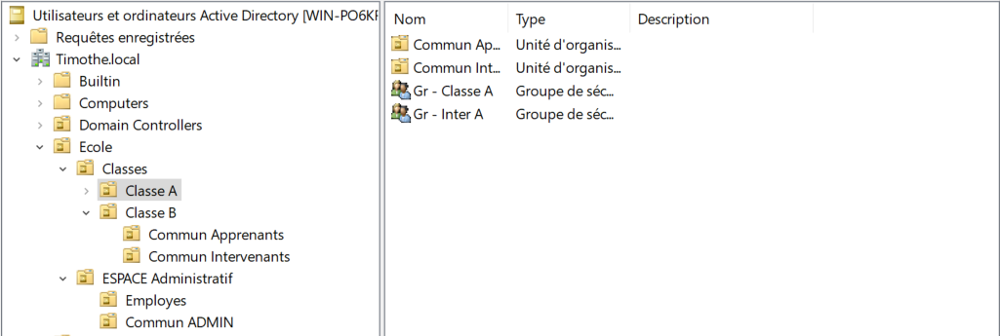 Utilisateurs et ordinateurs Active Directory [WIN-PO6KF
Requêtes enregistrées
Timothe.local
Builtin
Computers
Domain Controllers
Ecole
Classes
Classe A
Classe B
Commun Apprenants
Commun Intervenants
ESPACE Administratif
Employes
Commun ADMIN
Nom Type Description
Commun Ap... Unité d'organis...
Commun Int... Unité d'organis...
Gr - Classe A Groupe de séc...
Gr - Inter A Groupe de séc...